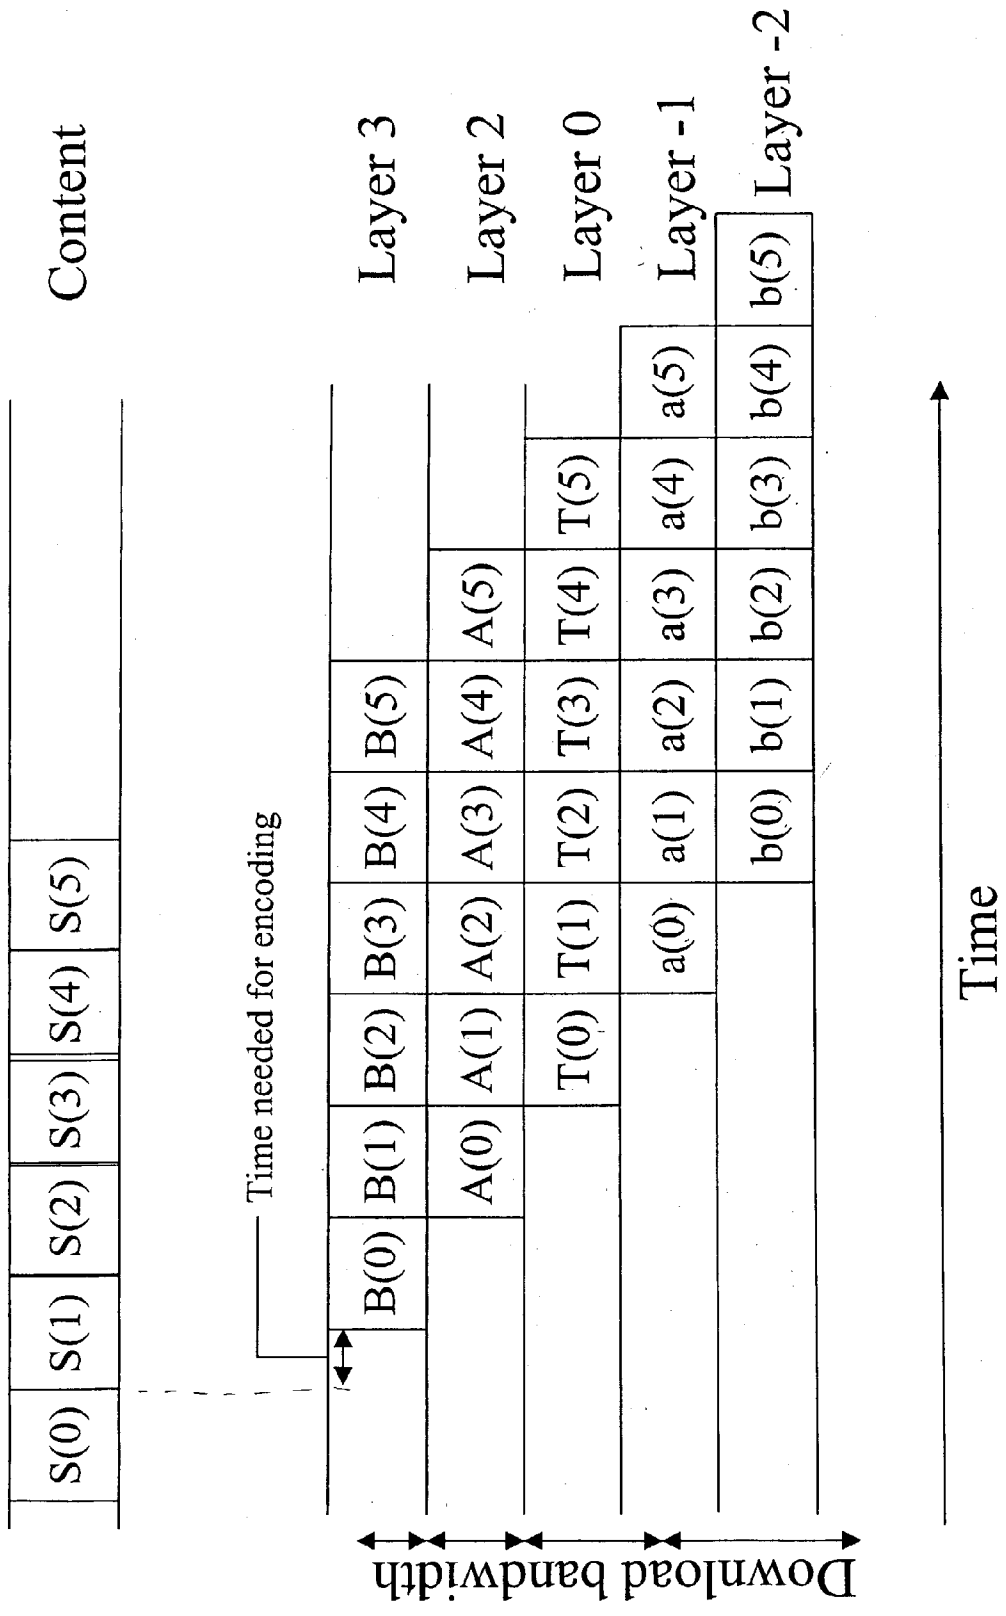 S(0) S(1) S(2) S(3) S(4) S(5) Content
Time needed for encoding
B(0) B(1) B(2) B(3) B(4) B(5) Layer 3
A(0) A(1) A(2) A(3) A(4) A(5) Layer 2
T(0) T(1) T(2) T(3) T(4) T(5) Layer 0
a(0) a(1) a(2) a(3) a(4) a(5) Layer -1
b(0) b(1) b(2) b(3) b(4) b(5) Layer -2
Download bandwidth
Time